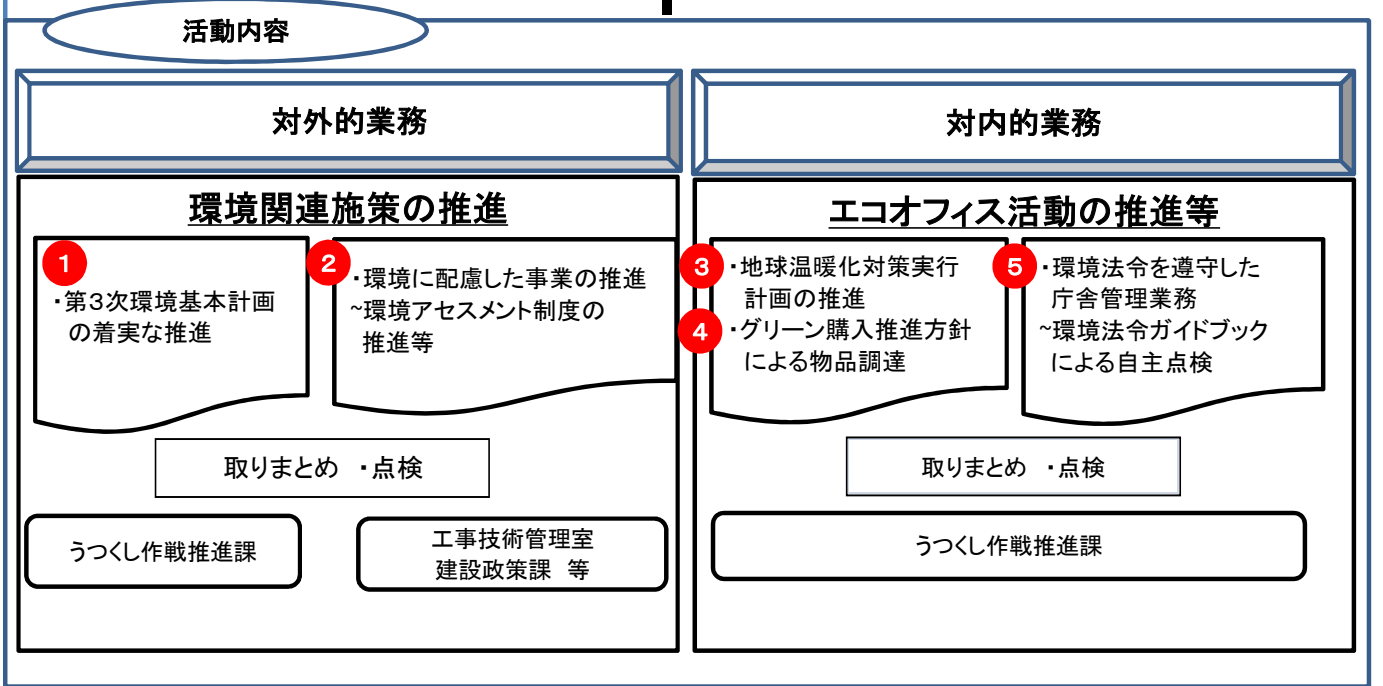 活動内容
対外的業務
環境関連施策の推進
1
・第3次環境基本計画
の着実な推進
2
・環境に配慮した事業の推進
~環境アセスメント制度の
推進等
取りまとめ ・点検
うつくし作戦推進課
工事技術管理室
建設政策課 等
対内的業務
エコオフィス活動の推進等
3
・地球温暖化対策実行
計画の推進
4
・グリーン購入推進方針
による物品調達
5
・環境法令を遵守した
庁舎管理業務
~環境法令ガイドブック
による自主点検
取りまとめ ・点検
うつくし作戦推進課